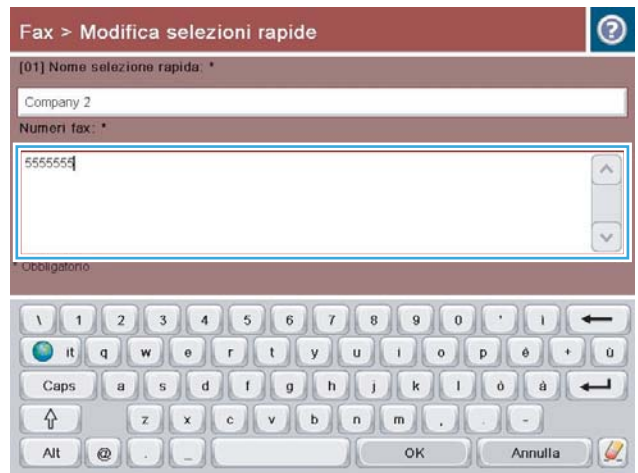 Fax > Modifica selezioni rapide
?
[01] Nome selezione rapida: *
Company 2
Numeri fax: *
5555555
* Obbligatorio
\ 1 2 3 4 5 6 7 8 9 0 ' ì
it q w e r t y u i o p è + ù
Caps a s d f g h j k l ò à
z x c v b n m , . -
Alt @ . _ OK Annulla